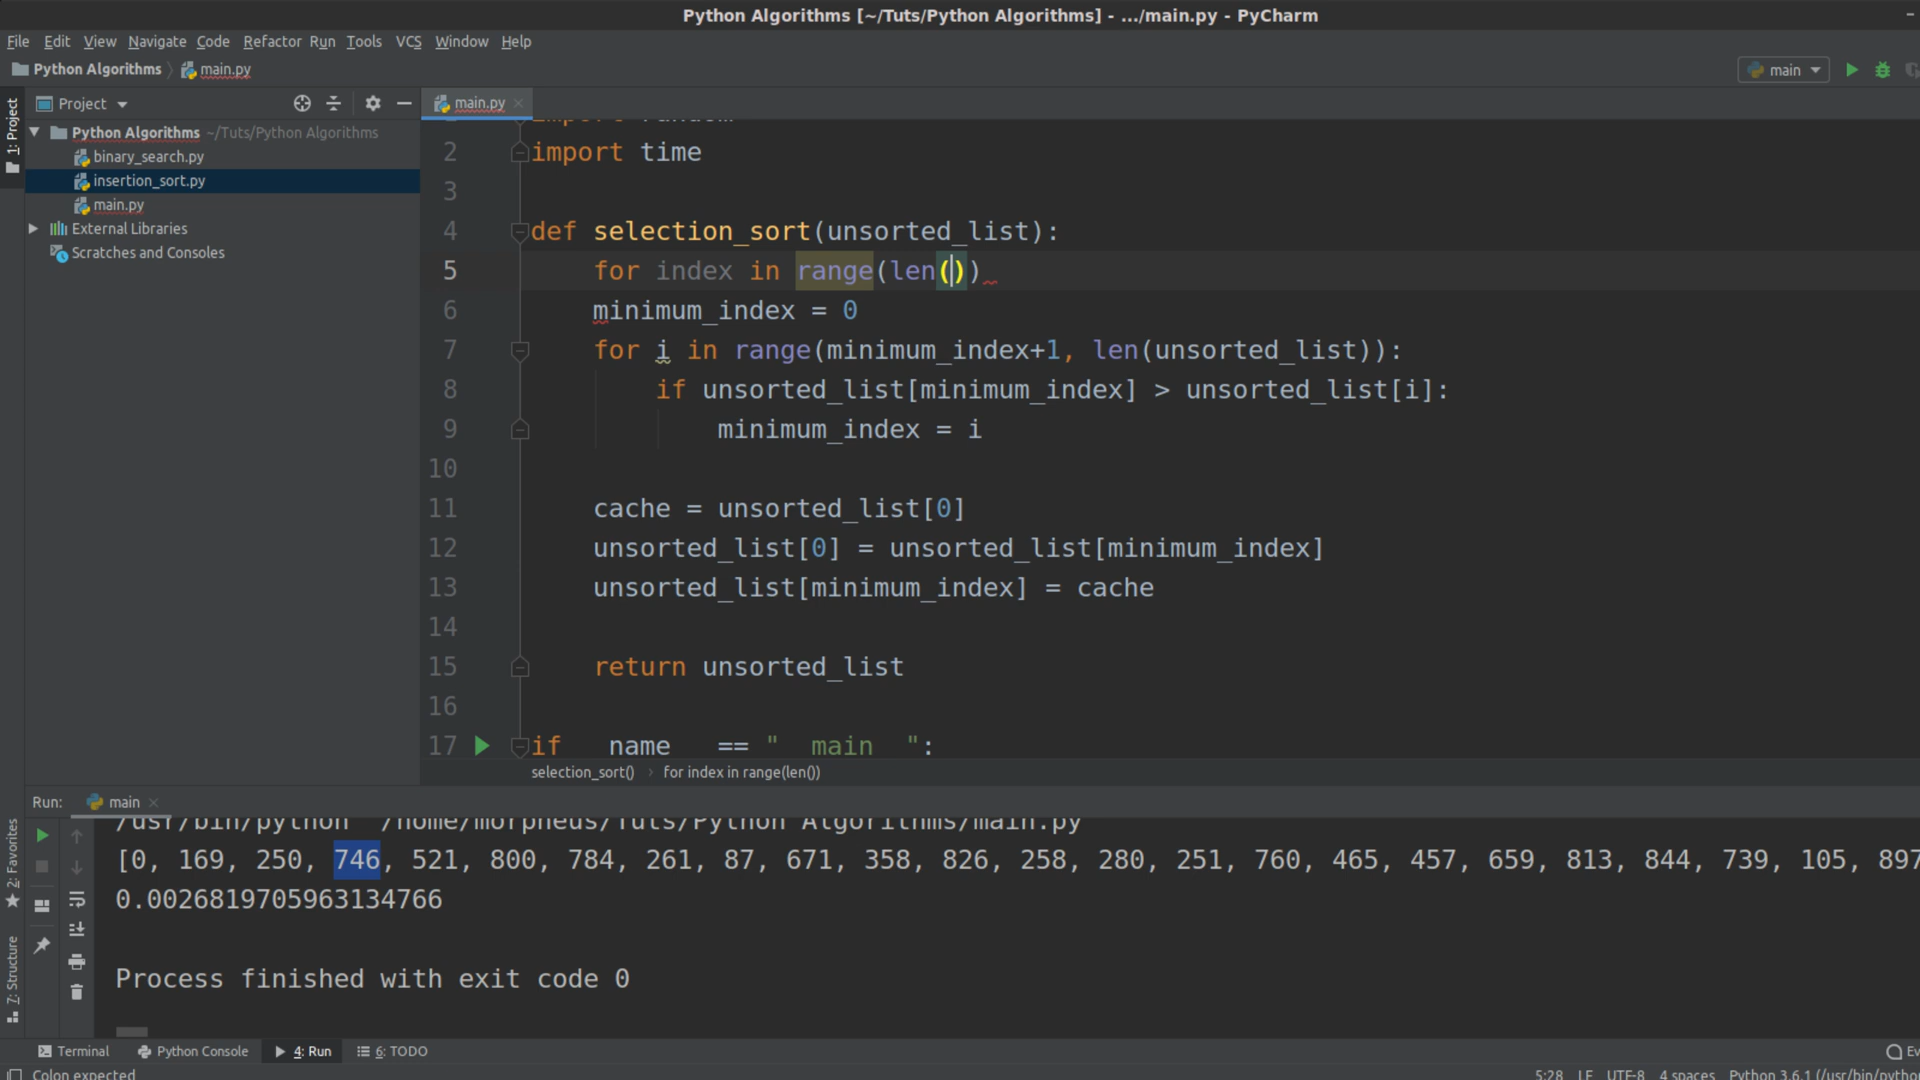 Python Algorithms [~/Tuts/Python Algorithms] - .../main.py - PyCharm
File Edit View Navigate Code Refactor Run Tools VCS Window Help
Python Algorithms main.py
main
1: Project
Project
main.py
Python Algorithms ~/Tuts/Python Algorithms
binary_search.py
insertion_sort.py
main.py
External Libraries
Scratches and Consoles
import random
2 import time
3
4 def selection_sort(unsorted_list):
5 for index in range(len())
6 minimum_index = 0
7 for i in range(minimum_index+1, len(unsorted_list)):
8 if unsorted_list[minimum_index] > unsorted_list[i]:
9 minimum_index = i
10
11 cache = unsorted_list[0]
12 unsorted_list[0] = unsorted_list[minimum_index]
13 unsorted_list[minimum_index] = cache
14
15 return unsorted_list
16
17 if __name__ == "__main__":
selection_sort() for index in range(len())
Run: main
2: Favorites
7: Structure
/usr/bin/python /home/morpheus/Tuts/Python Algorithms/main.py
[0, 169, 250, 746, 521, 800, 784, 261, 87, 671, 358, 826, 258, 280, 251, 760, 465, 457, 659, 813, 844, 739, 105, 897
0.0026819705963134766
Process finished with exit code 0
Terminal Python Console 4: Run 6: TODO Ev
Colon expected 5:28 LF UTF-8 4 spaces Python 3.6.1 (/usr/bin/python